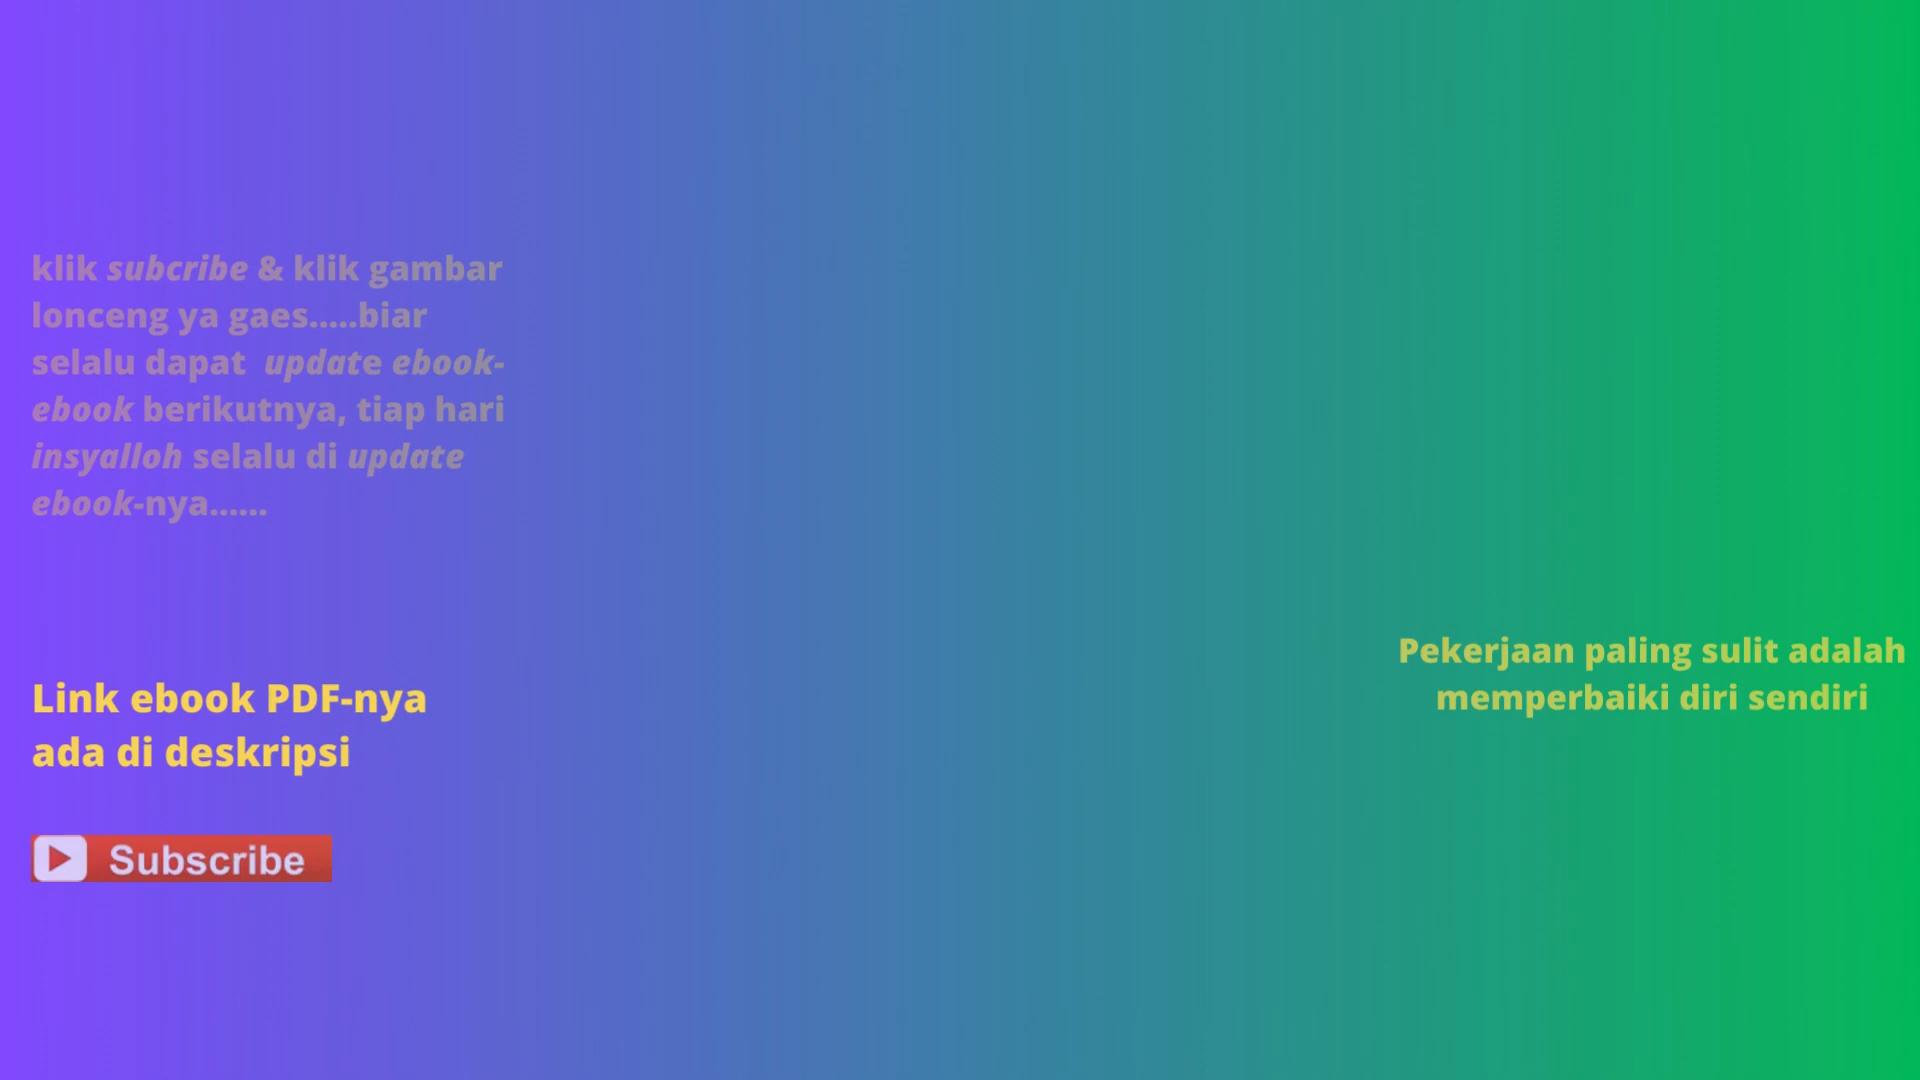 klik subcribe & klik gambar
lonceng ya gaes.....biar
selalu dapat update ebook-
ebook berikutnya, tiap hari
insyalloh selalu di update
ebook-nya......
Link ebook PDF-nya
ada di deskripsi
Subscribe
Pekerjaan paling sulit adalah
memperbaiki diri sendiri